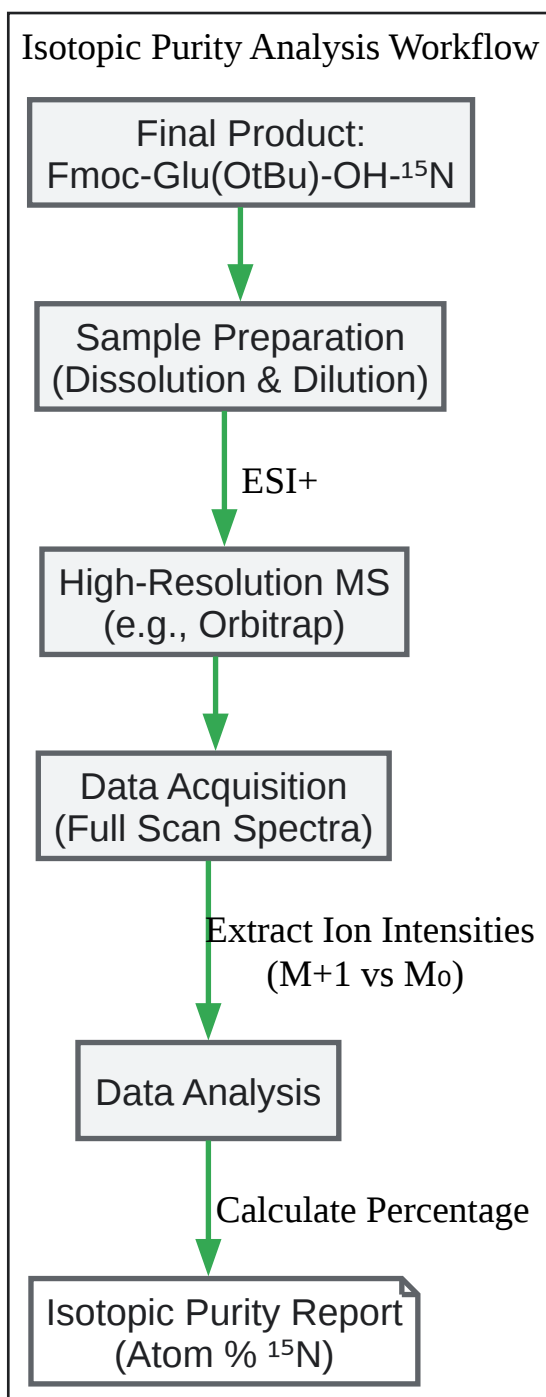 Isotopic Purity Analysis Workflow
Final Product:
Fmoc-Glu(OtBu)-OH-¹⁵N
Sample Preparation
(Dissolution & Dilution)
ESI+
High-Resolution MS
(e.g., Orbitrap)
Data Acquisition
(Full Scan Spectra)
Extract Ion Intensities
(M+1 vs M₀)
Data Analysis
Calculate Percentage
Isotopic Purity Report
(Atom % ¹⁵N)